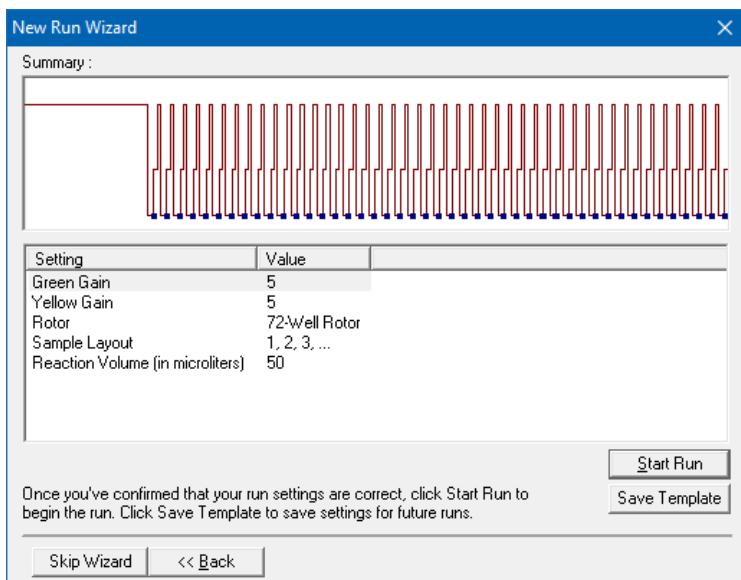 New Run Wizard
Summary :
Setting Value
Green Gain 5
Yellow Gain 5
Rotor 72-Well Rotor
Sample Layout 1, 2, 3, ...
Reaction Volume (in microliters) 50
Start Run
Once you've confirmed that your run settings are correct, click Start Run to
begin the run. Click Save Template to save settings for future runs.
Save Template
Skip Wizard << Back